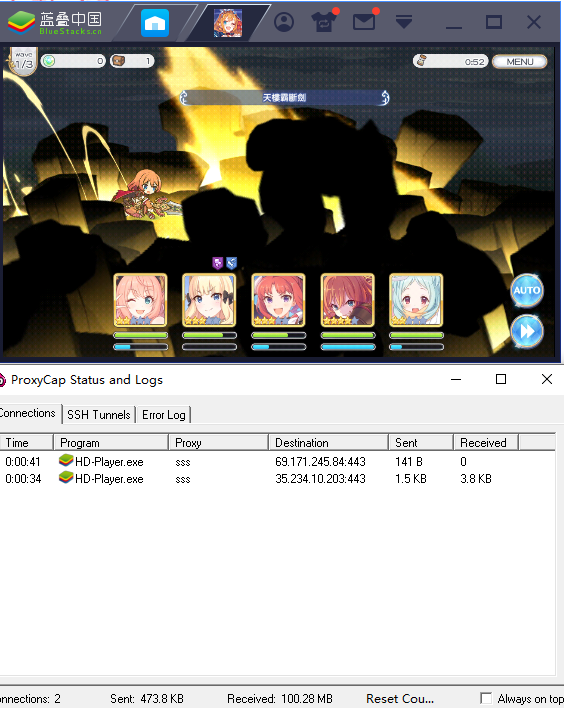 蓝叠中国
BlueStacks.cn
wave
1/3
0
1
0:52
MENU
天樓霸斷劍
AUTO
ProxyCap Status and Logs
Connections
SSH Tunnels
Error Log
Time Program Proxy Destination Sent Received
0:00:41 HD-Player.exe sss 69.171.245.84:443 141 B 0
0:00:34 HD-Player.exe sss 35.234.10.203:443 1.5 KB 3.8 KB
onnections: 2 Sent: 473.8 KB Received: 100.28 MB Reset Cou... Always on top